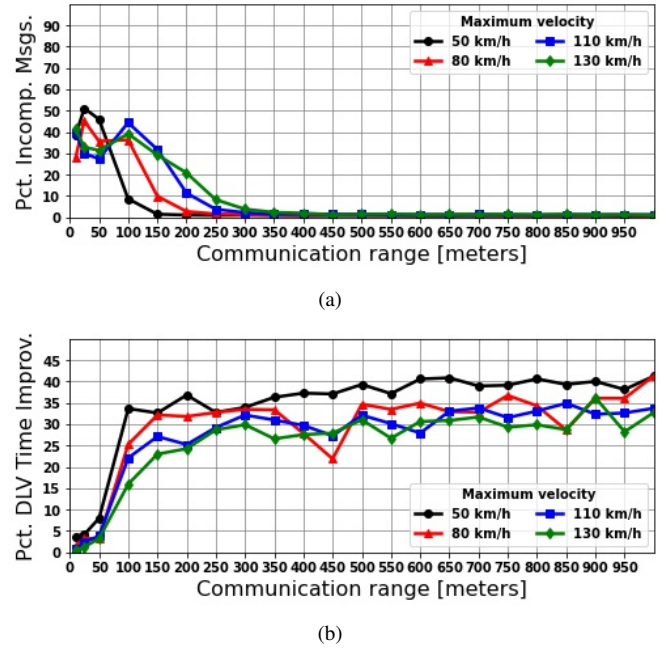 Pct. Incomp. Msgs.
90
80
70
60
50
40
30
20
10
0
Maximum velocity
50 km/h 110 km/h
80 km/h 130 km/h
0 50 100 150 200 250 300 350 400 450 500 550 600 650 700 750 800 850 900 950
Communication range [meters]
(a)
Pct. DLV Time Improv.
45
40
35
30
25
20
15
10
5
0
Maximum velocity
50 km/h 110 km/h
80 km/h 130 km/h
0 50 100 150 200 250 300 350 400 450 500 550 600 650 700 750 800 850 900 950
Communication range [meters]
(b)